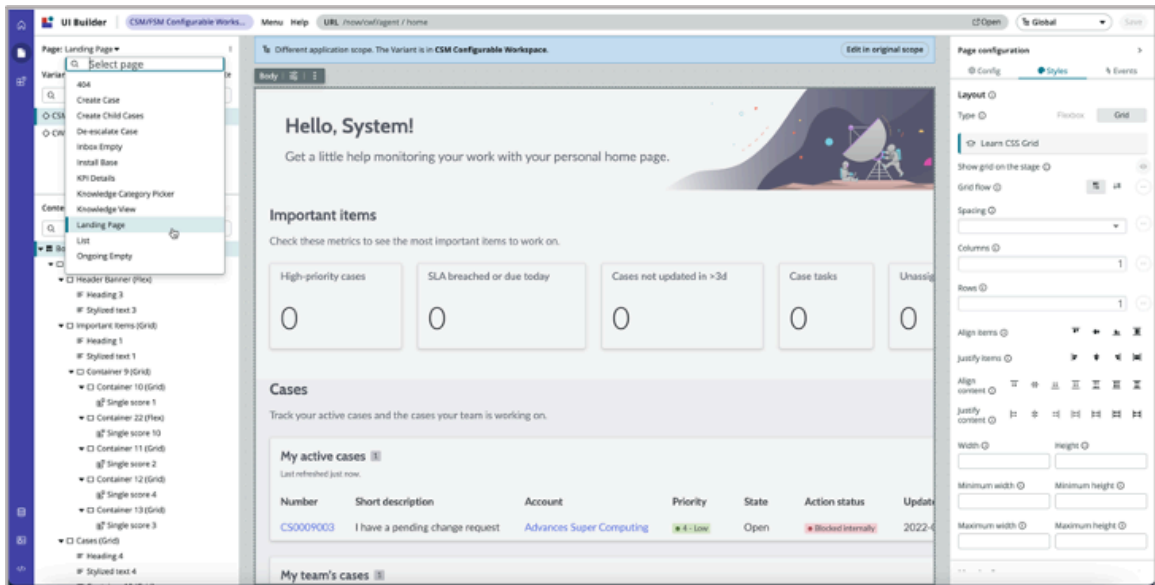 UI Builder CSM/FSM Configurable Works... Menu Help URL /now/cwf/agent / home Open Global Save
Page: Landing Page
Select page
404
Create Case
Create Child Cases
De-escalate Case
Inbox Empty
Install Base
KPI Details
Knowledge Category Picker
Knowledge View
Landing Page
List
Ongoing Empty
Header Banner (Flex)
Heading 3
Stylized text 3
Important Items (Grid)
Heading 1
Stylized text 1
Container 9 (Grid)
Container 10 (Grid)
Single score 1
Container 22 (Flex)
Single score 10
Container 11 (Grid)
Single score 2
Container 12 (Grid)
Single score 4
Container 13 (Grid)
Single score 3
Cases (Grid)
Heading 4
Stylized text 4
Different application scope. The Variant is in CSM Configurable Workspace. Edit in original scope
Body
Hello, System!
Get a little help monitoring your work with your personal home page.
Important items
Check these metrics to see the most important items to work on.
High-priority cases SLA breached or due today Cases not updated in >3d Case tasks Unassig
0 0 0 0 0
Cases
Track your active cases and the cases your team is working on.
My active cases 1
Last refreshed just now.
Number Short description Account Priority State Action status Update
CS0009003 I have a pending change request Advances Super Computing 4 - Low Open Blocked internally 2022-0
My team's cases 1
Page configuration
Config Styles Events
Layout
Type Flexbox Grid
Learn CSS Grid
Show grid on the stage
Grid flow
Spacing
Columns
1
Rows
1
Align items
Justify items
Align content
Justify content
Width Height
Minimum width Minimum height
Maximum width Maximum height